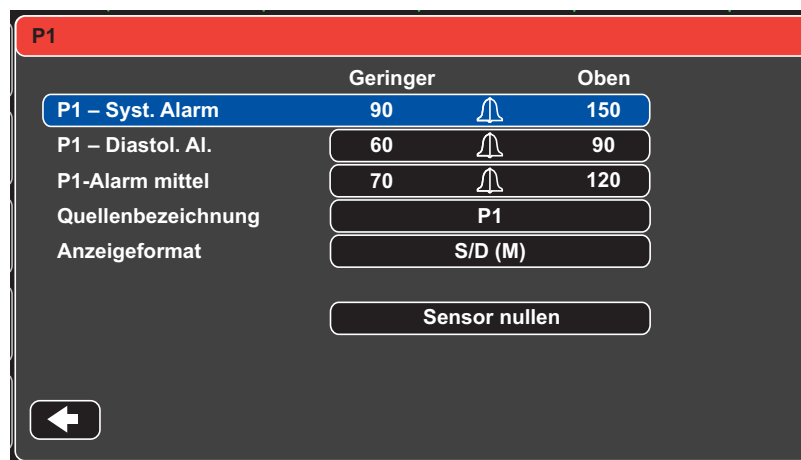 P1
Geringer Oben
P1 – Syst. Alarm 90 150
P1 – Diastol. Al. 60 90
P1-Alarm mittel 70 120
Quellenbezeichnung P1
Anzeigeformat S/D (M)
Sensor nullen